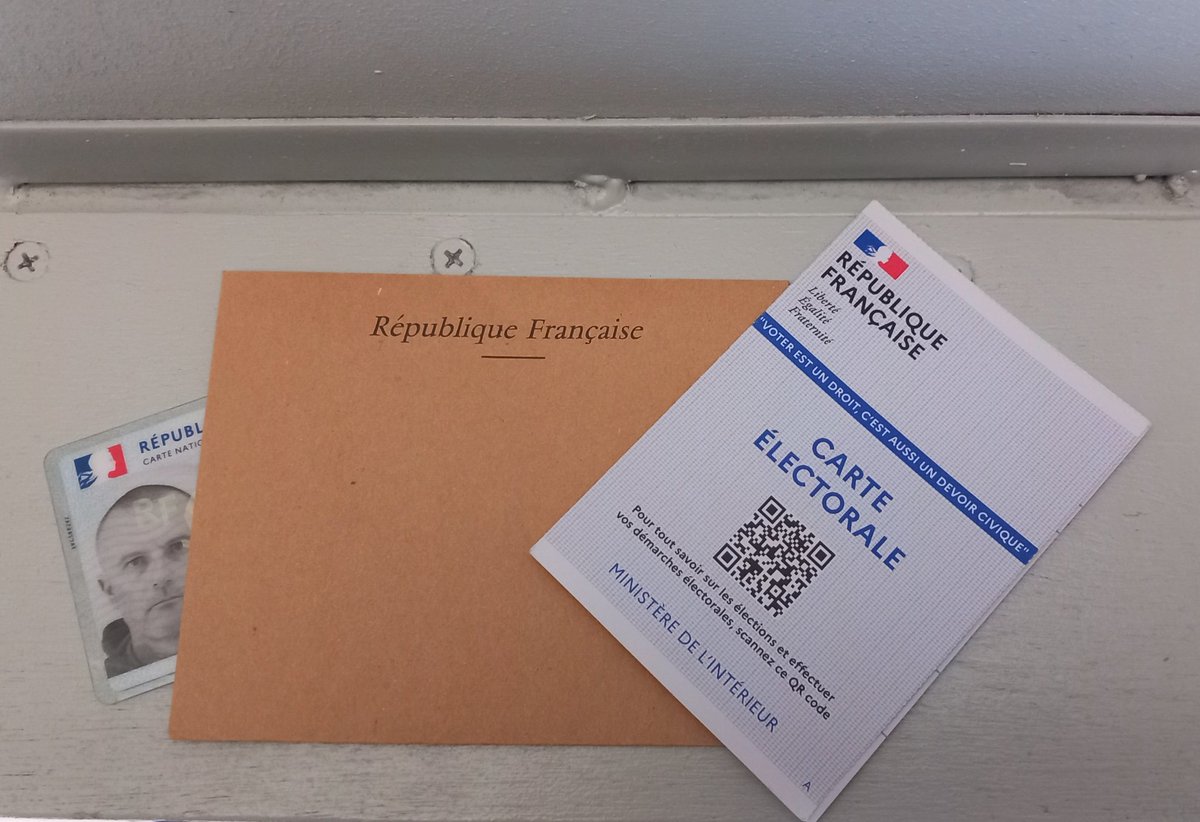 RÉPUBL
CARTE NATIO
RF
République Française
RÉPUBLIQUE
FRANÇAISE
Liberté
Égalité
Fraternité
"VOTER EST UN DROIT, C'EST AUSSI UN DEVOIR CIVIQUE"
CARTE
ÉLECTORALE
Pour tout savoir sur les élections et effectuer
vos démarches électorales, scannez ce QR code
MINISTÈRE DE L'INTÉRIEUR
A